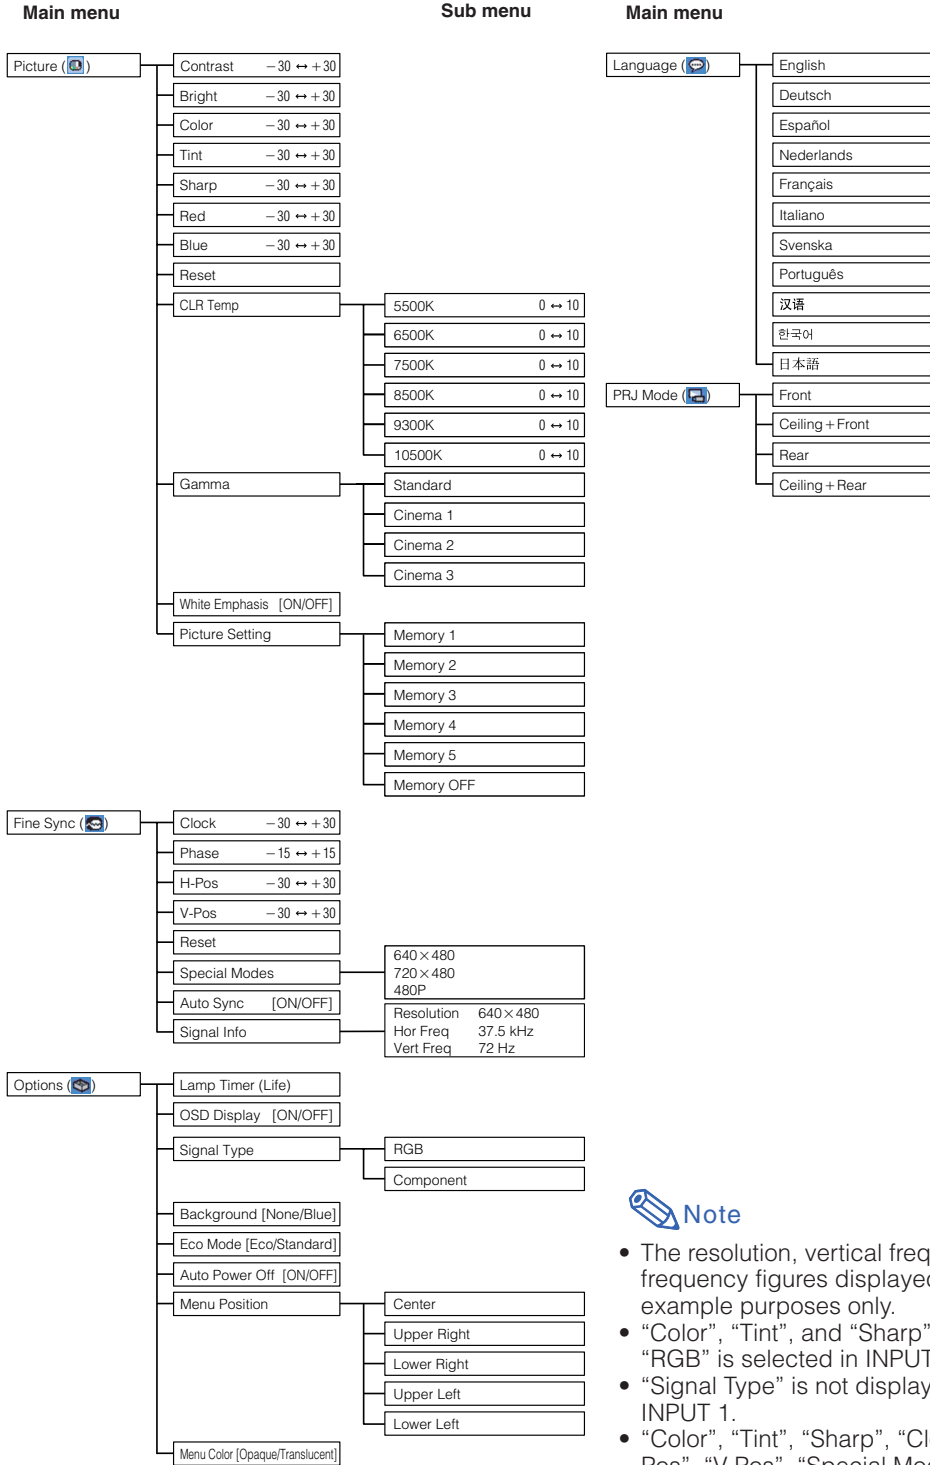 Main menu
Sub menu
Main menu
Picture ( )
Contrast −30 ↔ +30
Bright −30 ↔ +30
Color −30 ↔ +30
Tint −30 ↔ +30
Sharp −30 ↔ +30
Red −30 ↔ +30
Blue −30 ↔ +30
Reset
CLR Temp
5500K 0 ↔ 10
6500K 0 ↔ 10
7500K 0 ↔ 10
8500K 0 ↔ 10
9300K 0 ↔ 10
10500K 0 ↔ 10
Gamma
Standard
Cinema 1
Cinema 2
Cinema 3
White Emphasis [ON/OFF]
Picture Setting
Memory 1
Memory 2
Memory 3
Memory 4
Memory 5
Memory OFF
Fine Sync ( )
Clock −30 ↔ +30
Phase −15 ↔ +15
H-Pos −30 ↔ +30
V-Pos −30 ↔ +30
Reset
Special Modes
640×480
720×480
480P
Auto Sync [ON/OFF]
Signal Info
Resolution 640×480
Hor Freq 37.5 kHz
Vert Freq 72 Hz
Options ( )
Lamp Timer (Life)
OSD Display [ON/OFF]
Signal Type
RGB
Component
Background [None/Blue]
Eco Mode [Eco/Standard]
Auto Power Off [ON/OFF]
Menu Position
Center
Upper Right
Lower Right
Upper Left
Lower Left
Menu Color [Opaque/Translucent]
Language ( )
English
Deutsch
Español
Nederlands
Français
Italiano
Svenska
Português
汉语
한국어
日本語
PRJ Mode ( )
Front
Ceiling+Front
Rear
Ceiling+Rear
Note
• The resolution, vertical
frequency figures
example purposes only.
• “Color”, “Tint”, and “Sharp”
“RGB” is selected in INPUT
• “Signal Type” is not
INPUT 1.
• “Color”, “Tint”, “Sharp”,
Pos”, “V-Pos”, “Special